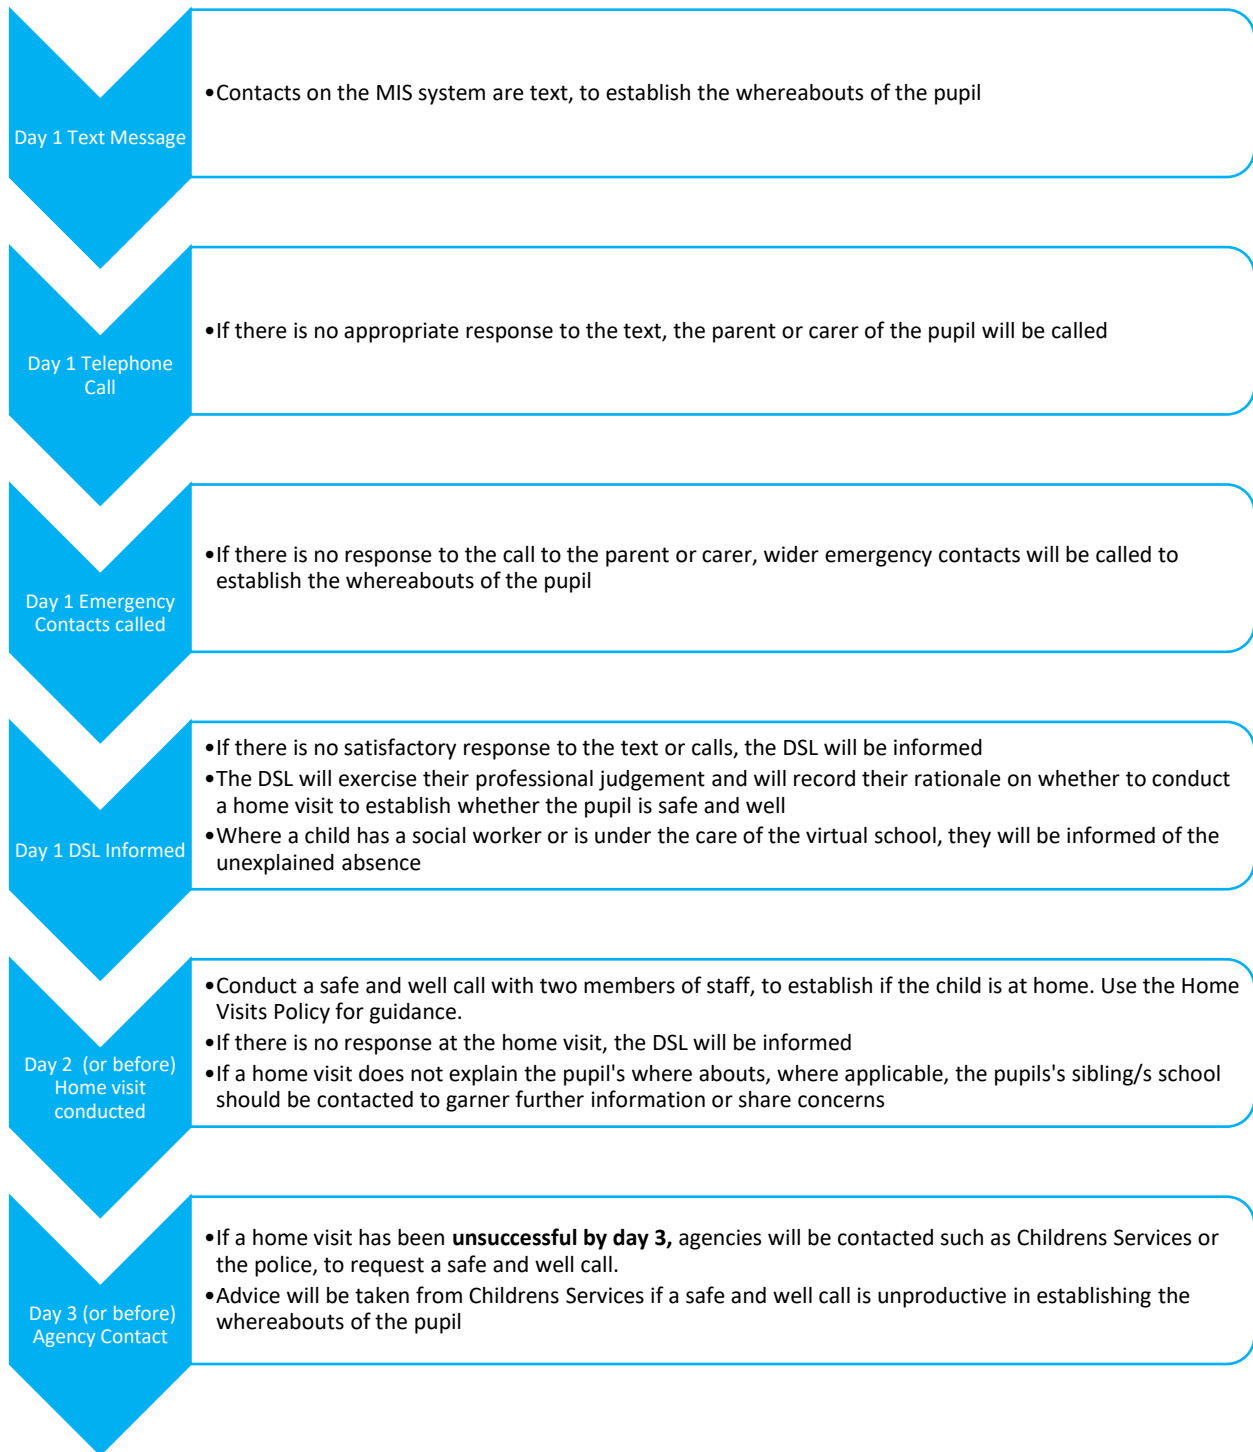 Day 1 Text Message
•Contacts on the MIS system are text, to establish the whereabouts of the pupil
Day 1 Telephone
Call
•If there is no appropriate response to the text, the parent or carer of the pupil will be called
Day 1 Emergency
Contacts called
•If there is no response to the call to the parent or carer, wider emergency contacts will be called to
establish the whereabouts of the pupil
Day 1 DSL Informed
•If there is no satisfactory response to the text or calls, the DSL will be informed
•The DSL will exercise their professional judgement and will record their rationale on whether to conduct
a home visit to establish whether the pupil is safe and well
•Where a child has a social worker or is under the care of the virtual school, they will be informed of the
unexplained absence
Day 2 (or before)
Home visit
conducted
•Conduct a safe and well call with two members of staff, to establish if the child is at home. Use the Home
Visits Policy for guidance.
•If there is no response at the home visit, the DSL will be informed
•If a home visit does not explain the pupil's where abouts, where applicable, the pupils's sibling/s school
should be contacted to garner further information or share concerns
Day 3 (or before)
Agency Contact
•If a home visit has been unsuccessful by day 3, agencies will be contacted such as Childrens Services or
the police, to request a safe and well call.
•Advice will be taken from Childrens Services if a safe and well call is unproductive in establishing the
whereabouts of the pupil